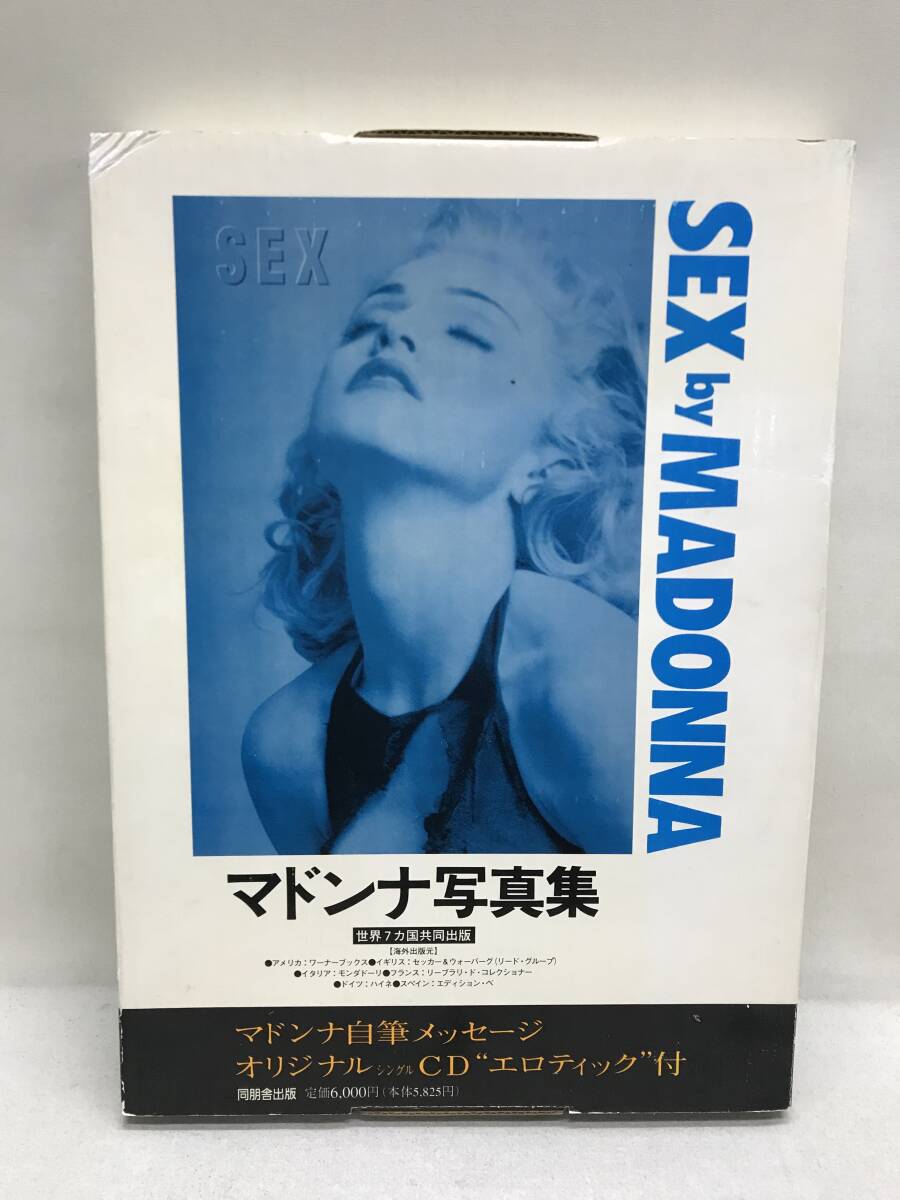 SEX
SEX by MADONNA
マドンナ写真集
世界7カ国共同出版
【海外出版元】
●アメリカ：ワーナーブックス●イギリス：セッカー＆ウォーバーグ（リード・グループ）
●イタリア：モンダドーリ●フランス：リーブラリ・ド・コレクショナー
●ドイツ：ハイネ●スペイン：エディション・ベ
マドンナ自筆メッセージ
オリジナルシングルCD“エロティック”付
同朋舎出版 定価6,000円（本体5,825円）